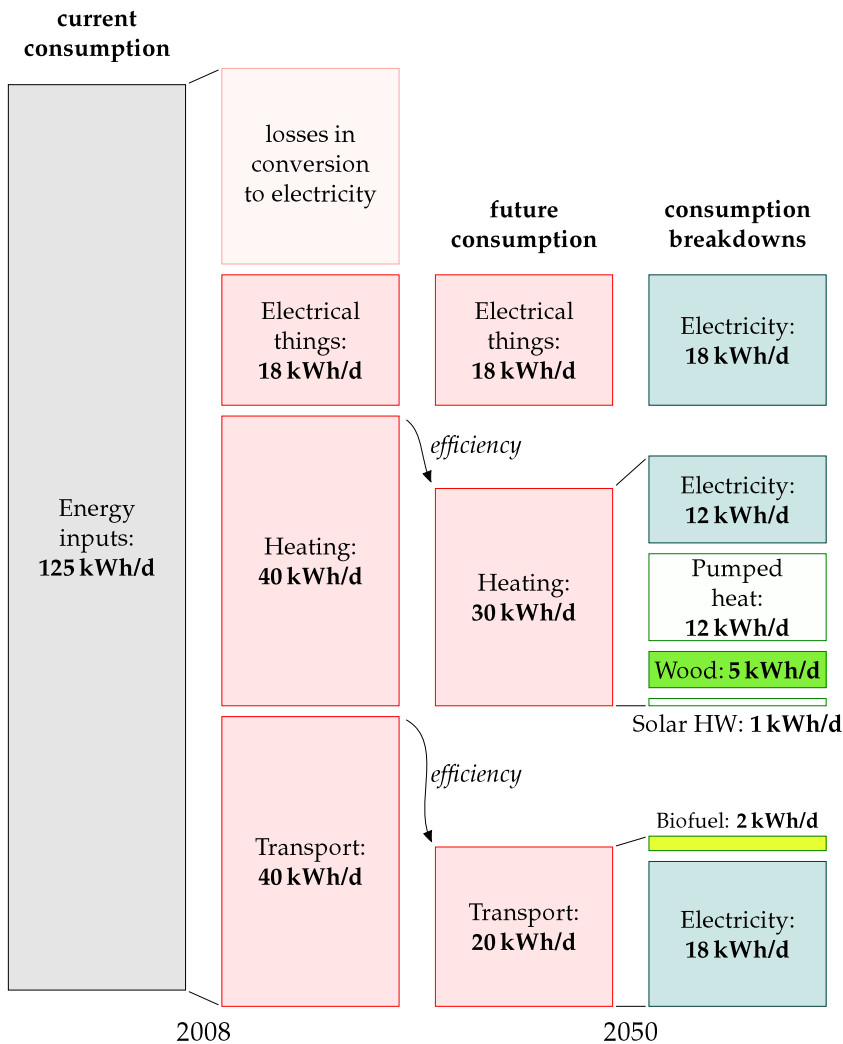 current
consumption
Energy
inputs:
125 kWh/d
losses in
conversion
to electricity
Electrical
things:
18 kWh/d
Heating:
40 kWh/d
Transport:
40 kWh/d
2008
efficiency
efficiency
future
consumption
Electrical
things:
18 kWh/d
Heating:
30 kWh/d
Transport:
20 kWh/d
consumption
breakdowns
Electricity:
18 kWh/d
Electricity:
12 kWh/d
Pumped
heat:
12 kWh/d
Wood: 5 kWh/d
Solar HW: 1 kWh/d
Biofuel: 2 kWh/d
Electricity:
18 kWh/d
2050